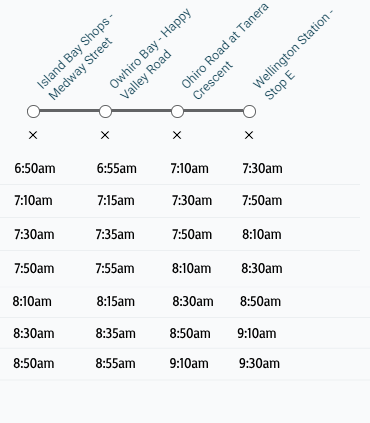 Island Bay Shops -
Medway Street
Owhiro Bay - Happy
Valley Road
Ohiro Road at Tanera
Crescent
Wellington Station -
Stop E
× × × ×
6:50am 6:55am 7:10am 7:30am
7:10am 7:15am 7:30am 7:50am
7:30am 7:35am 7:50am 8:10am
7:50am 7:55am 8:10am 8:30am
8:10am 8:15am 8:30am 8:50am
8:30am 8:35am 8:50am 9:10am
8:50am 8:55am 9:10am 9:30am